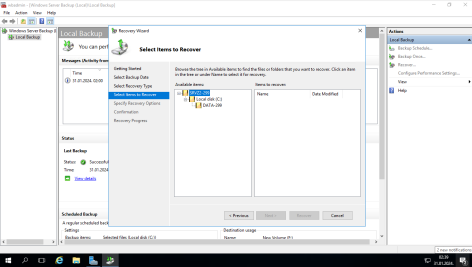 wbadmin - [Windows Server Backup (Local)\Local Backup]
File Action View Help
Windows Server Backup (L
Local Backup
Local Backup
You can perf
Messages (Activity from
Time
31.01.2024. 02:00
Status
Last Backup
Status: Successful
Time: 31.01.2024
View details
Scheduled Backup
A regular scheduled back
Settings
Backup items: Selected files (Local disk (C:))
Destination usage
Name: New Volume (F:)
Recovery Wizard
Select Items to Recover
Getting Started
Select Backup Date
Select Recovery Type
Select Items to Recover
Specify Recovery Options
Confirmation
Recovery Progress
Browse the tree in Available items to find the files or folders that you want to recover. Click an item
in the tree or under Name to select it for recovery.
Available items:
Items to recover:
Local disk (C:)
DATA-299
Name Date Modified
< Previous Next > Recover Cancel
Actions
Local Backup
Backup Schedule...
Backup Once...
Recover...
Configure Performance Settings...
View
Help
2 new notifications
02:39
31.01.2024.